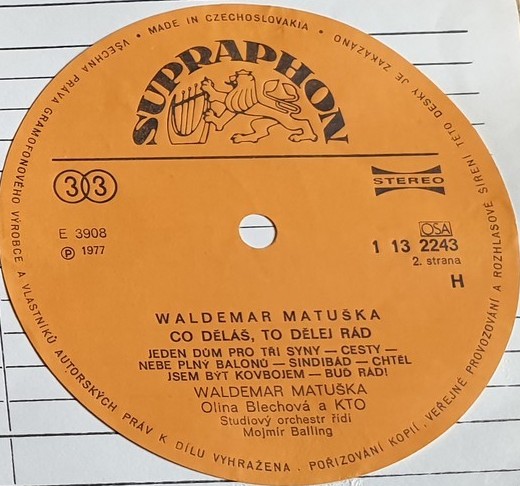 • MADE IN CZECHOSLOVAKIA •
VŠECHNA PRÁVA GRAMOFONOVÉHO VÝROBCE A VLASTNÍKŮ AUTORSKÝCH PRÁV K DÍLU VYHRAŽENA. POŘIZOVÁNÍ KOPIÍ, VEŘEJNÉ PROVOZOVÁNÍ A ROZHLASOVÉ ŠÍŘENÍ TÉTO DESKY JE ZAKÁZÁNO
SUPRAPHON
33
STEREO
E 3908
OSA
℗ 1977
1 13 2243
2. strana
H
WALDEMAR MATUŠKA
CO DĚLÁŠ, TO DĚLEJ RÁD
JEDEN DŮM PRO TŘI SYNY — CESTY —
NEBE PLNÝ BALONŮ — SINDIBÁD — CHTĚL
JSEM BÝT KOVBOJEM — BUĎ RÁD!
WALDEMAR MATUŠKA
Olina Blechová a KTO
Studiový orchestr řídí
Mojmír Balling